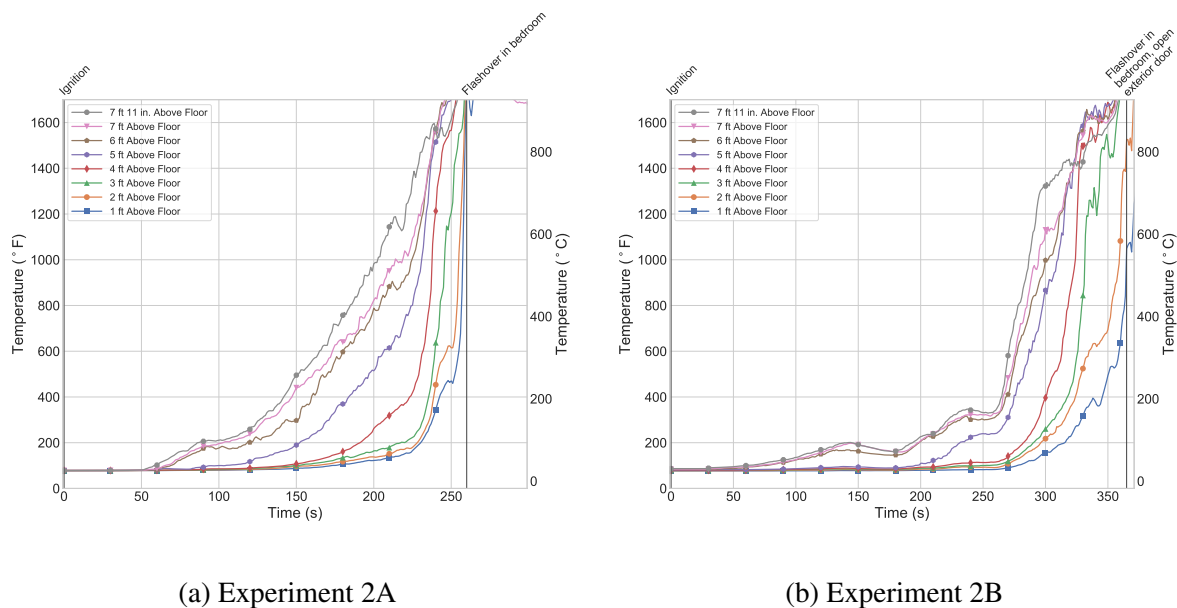 Ignition
Flashover in bedroom
7 ft 11 in. Above Floor
7 ft Above Floor
6 ft Above Floor
5 ft Above Floor
4 ft Above Floor
3 ft Above Floor
2 ft Above Floor
1 ft Above Floor
1600
1400
1200
1000
800
600
400
200
0
Temperature (° F)
800
600
400
200
0
Temperature (° C)
0 50 100 150 200 250
Time (s)
(a) Experiment 2A
Ignition
Flashover in
bedroom, open
exterior door
7 ft 11 in. Above Floor
7 ft Above Floor
6 ft Above Floor
5 ft Above Floor
4 ft Above Floor
3 ft Above Floor
2 ft Above Floor
1 ft Above Floor
1600
1400
1200
1000
800
600
400
200
0
Temperature (° F)
800
600
400
200
0
Temperature (° C)
0 50 100 150 200 250 300 350
Time (s)
(b) Experiment 2B